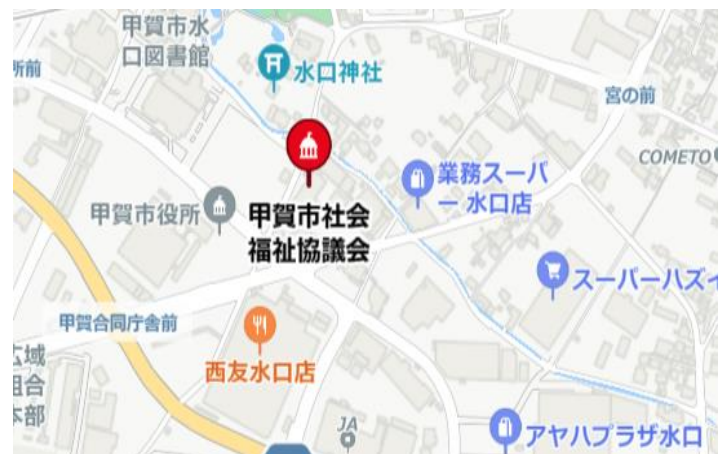 甲賀市水
口図書館
所前
水口神社
宮の前
COMETO
業務スーパ
ー 水口店
甲賀市役所
甲賀市社会
福祉協議会
スーパーハズイ
甲賀合同庁舎前
広域
組合
本部
西友水口店
JA
アヤハプラザ水口